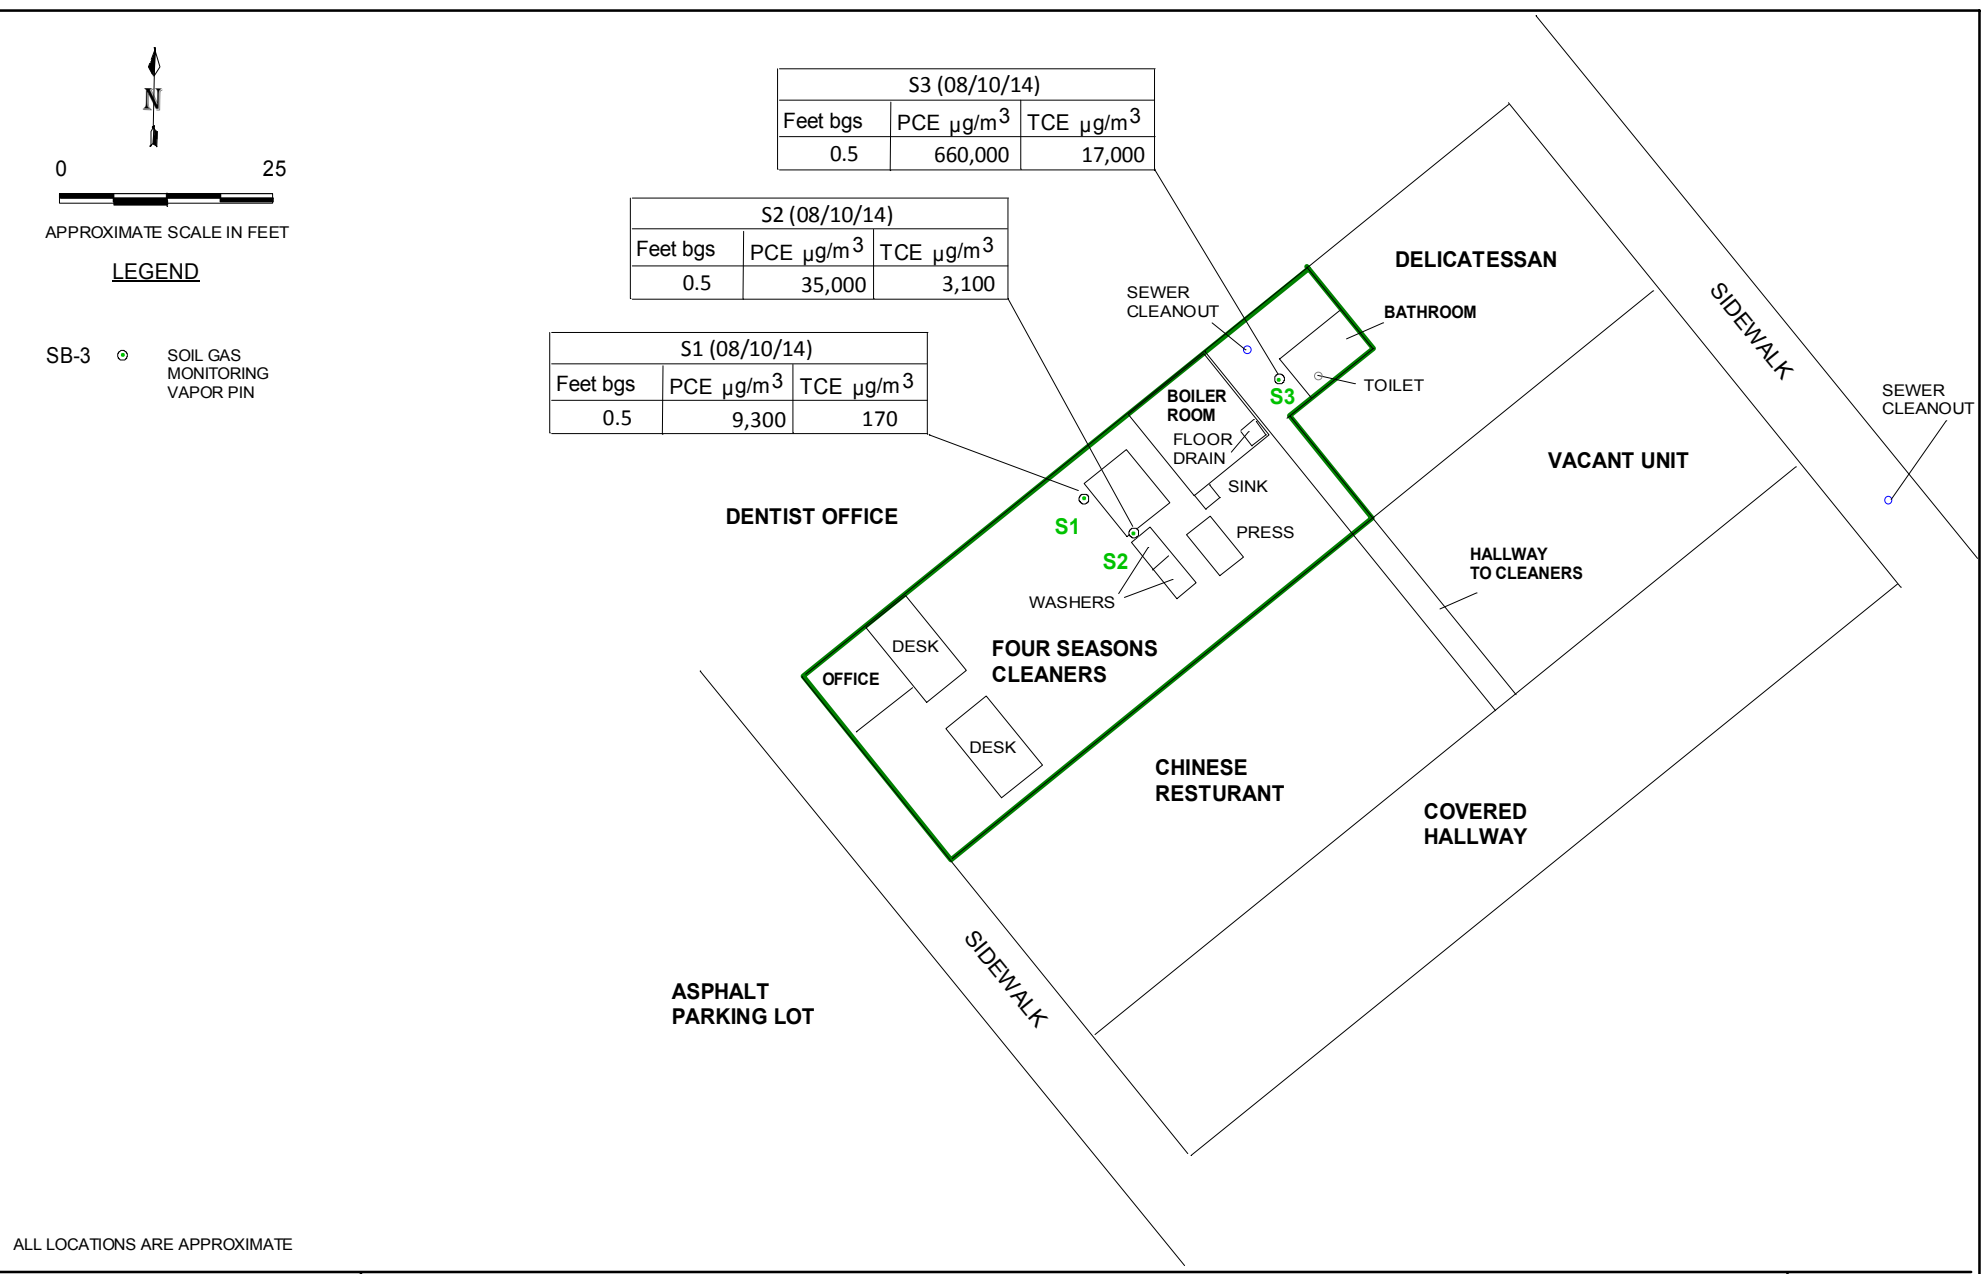 N
0 25
APPROXIMATE SCALE IN FEET
LEGEND
SB-3 SOIL GAS
MONITORING
VAPOR PIN
S3 (08/10/14)
Feet bgs PCE µg/m3 TCE µg/m3
0.5 660,000 17,000
S2 (08/10/14)
Feet bgs PCE µg/m3 TCE µg/m3
0.5 35,000 3,100
S1 (08/10/14)
Feet bgs PCE µg/m3 TCE µg/m3
0.5 9,300 170
SEWER
CLEANOUT
DELICATESSAN
BATHROOM
TOILET
S3
BOILER
ROOM
FLOOR
DRAIN
SINK
PRESS
S1
S2
WASHERS
DENTIST OFFICE
SIDEWALK
SEWER
CLEANOUT
VACANT UNIT
HALLWAY
TO CLEANERS
DESK
OFFICE
FOUR SEASONS
CLEANERS
DESK
CHINESE
RESTURANT
COVERED
HALLWAY
SIDEWALK
ASPHALT
PARKING LOT
ALL LOCATIONS ARE APPROXIMATE